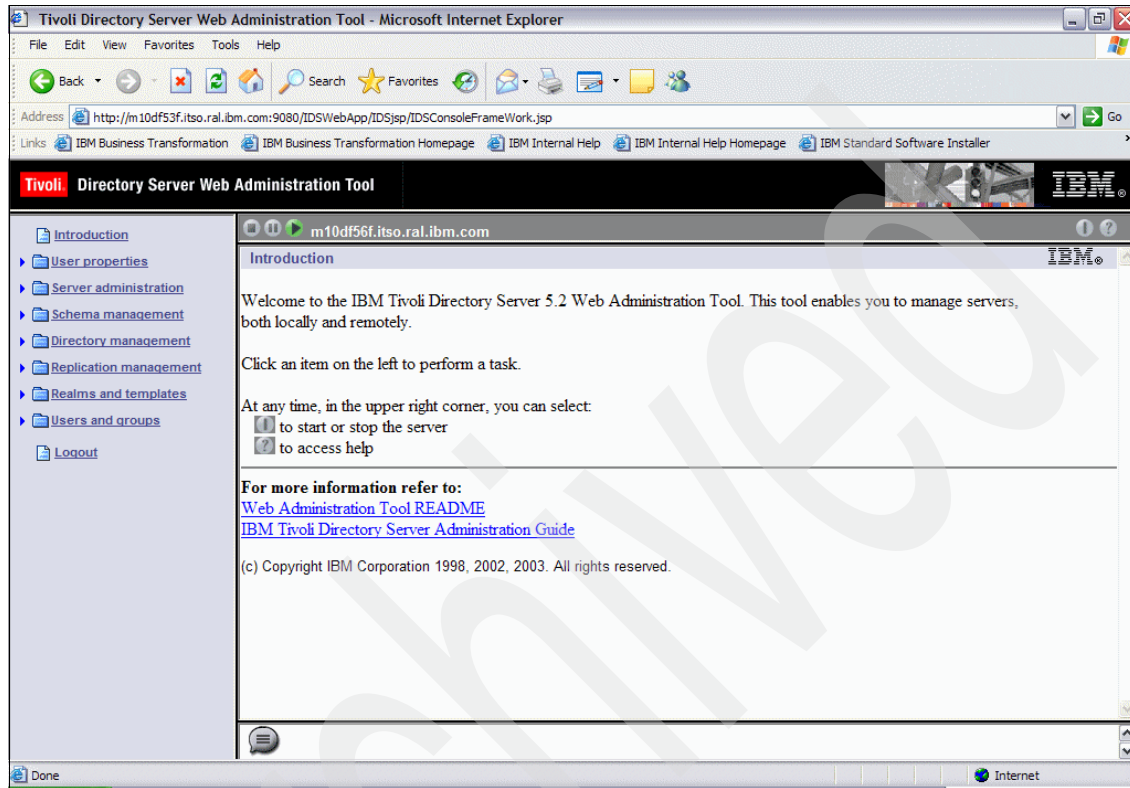 Tivoli Directory Server Web Administration Tool - Microsoft Internet Explorer
File Edit View Favorites Tools Help
Back Search Favorites
Address http://m10df53f.itso.ral.ibm.com:9080/IDSWebApp/IDSjsp/IDSConsoleFrameWork.jsp Go
Links IBM Business Transformation IBM Business Transformation Homepage IBM Internal Help IBM Internal Help Homepage IBM Standard Software Installer
Tivoli. Directory Server Web Administration Tool IBM®
Introduction
User properties
Server administration
Schema management
Directory management
Replication management
Realms and templates
Users and groups
Logout
m10df56f.itso.ral.ibm.com
Introduction IBM®
Welcome to the IBM Tivoli Directory Server 5.2 Web Administration Tool. This tool enables you to manage servers,
both locally and remotely.
Click an item on the left to perform a task.
At any time, in the upper right corner, you can select:
to start or stop the server
? to access help
For more information refer to:
Web Administration Tool README
IBM Tivoli Directory Server Administration Guide
(c) Copyright IBM Corporation 1998, 2002, 2003. All rights reserved.
Done Internet
Archived